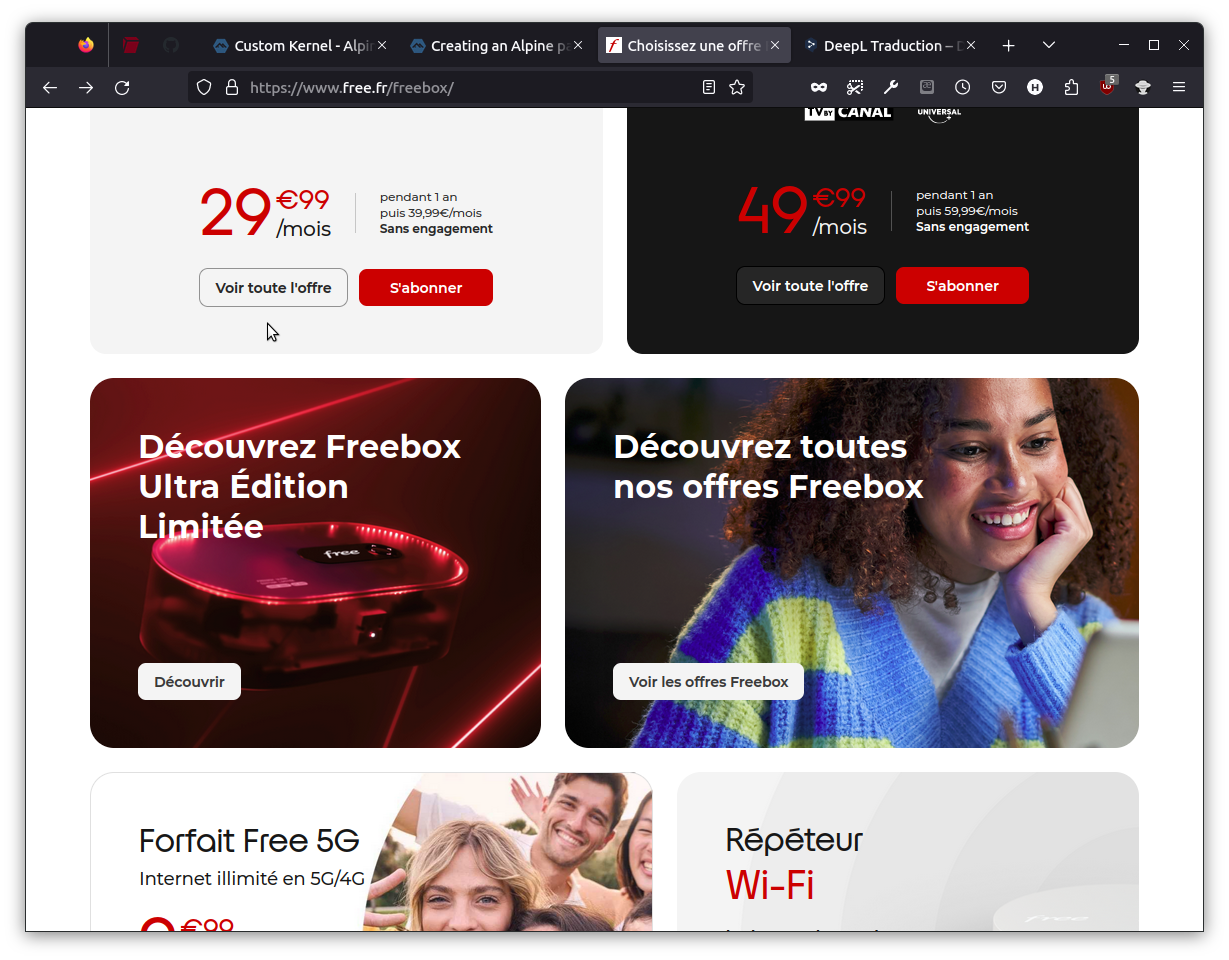 Custom Kernel - Alpi
Creating an Alpine pa
Choisissez une offre
DeepL Traduction –
https://www.free.fr/freebox/
5
H
TV BY CANAL
UNIVERSAL+
29 €99
/mois
pendant 1 an
puis 39,99€/mois
Sans engagement
Voir toute l'offre
S'abonner
49 €99
/mois
pendant 1 an
puis 59,99€/mois
Sans engagement
Voir toute l'offre
S'abonner
Découvrez Freebox
Ultra Édition
Limitée
free
Découvrir
Découvrez toutes
nos offres Freebox
Voir les offres Freebox
Forfait Free 5G
Internet illimité en 5G/4G
€99
Répéteur
Wi-Fi
free